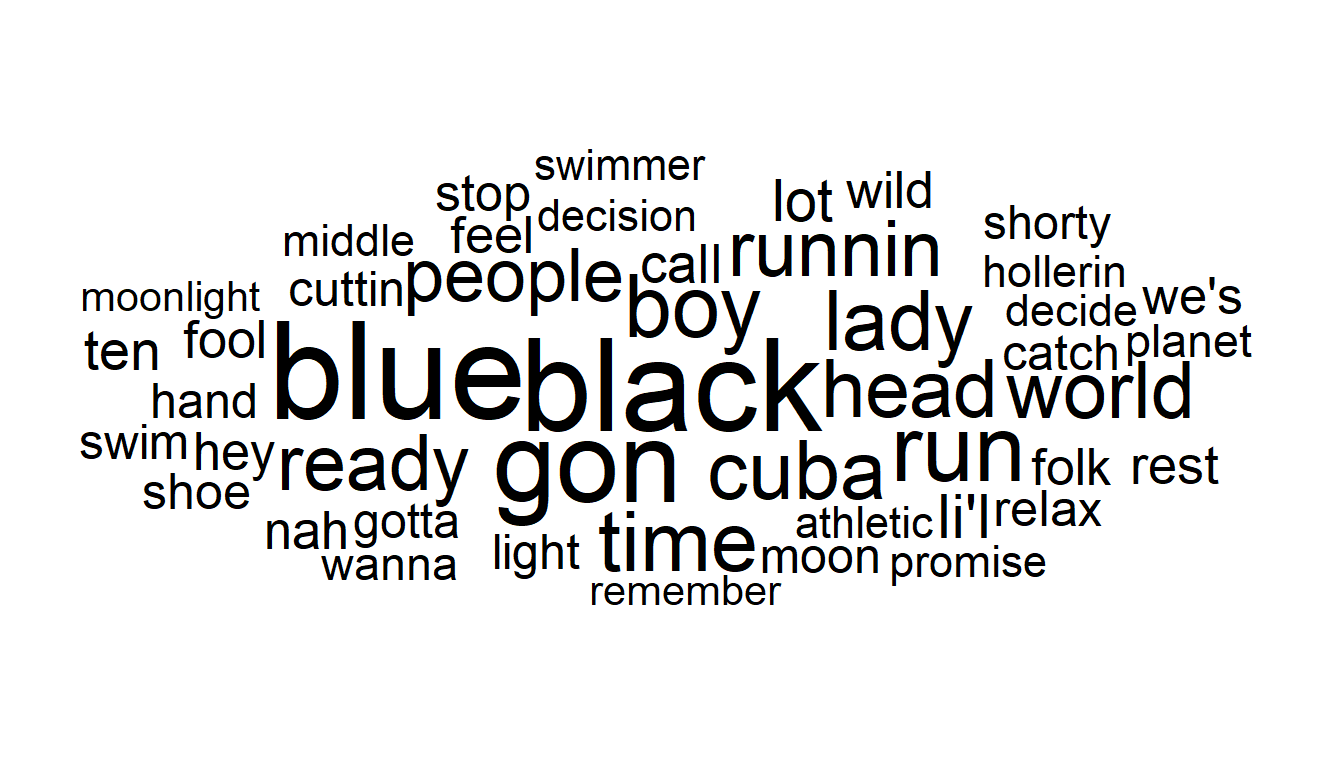 swimmer
stop
lot
wild
decision
shorty
middle
feel
call
runnin
hollerin
moonlight
cuttin
people
boy
lady
decide
we's
ten
fool
blue
black
head
catch
planet
world
hand
swim
hey
ready
gon
cuba
run
folk
rest
shoe
nah
gotta
light
time
athletic
li'l
relax
wanna
moon
promise
remember